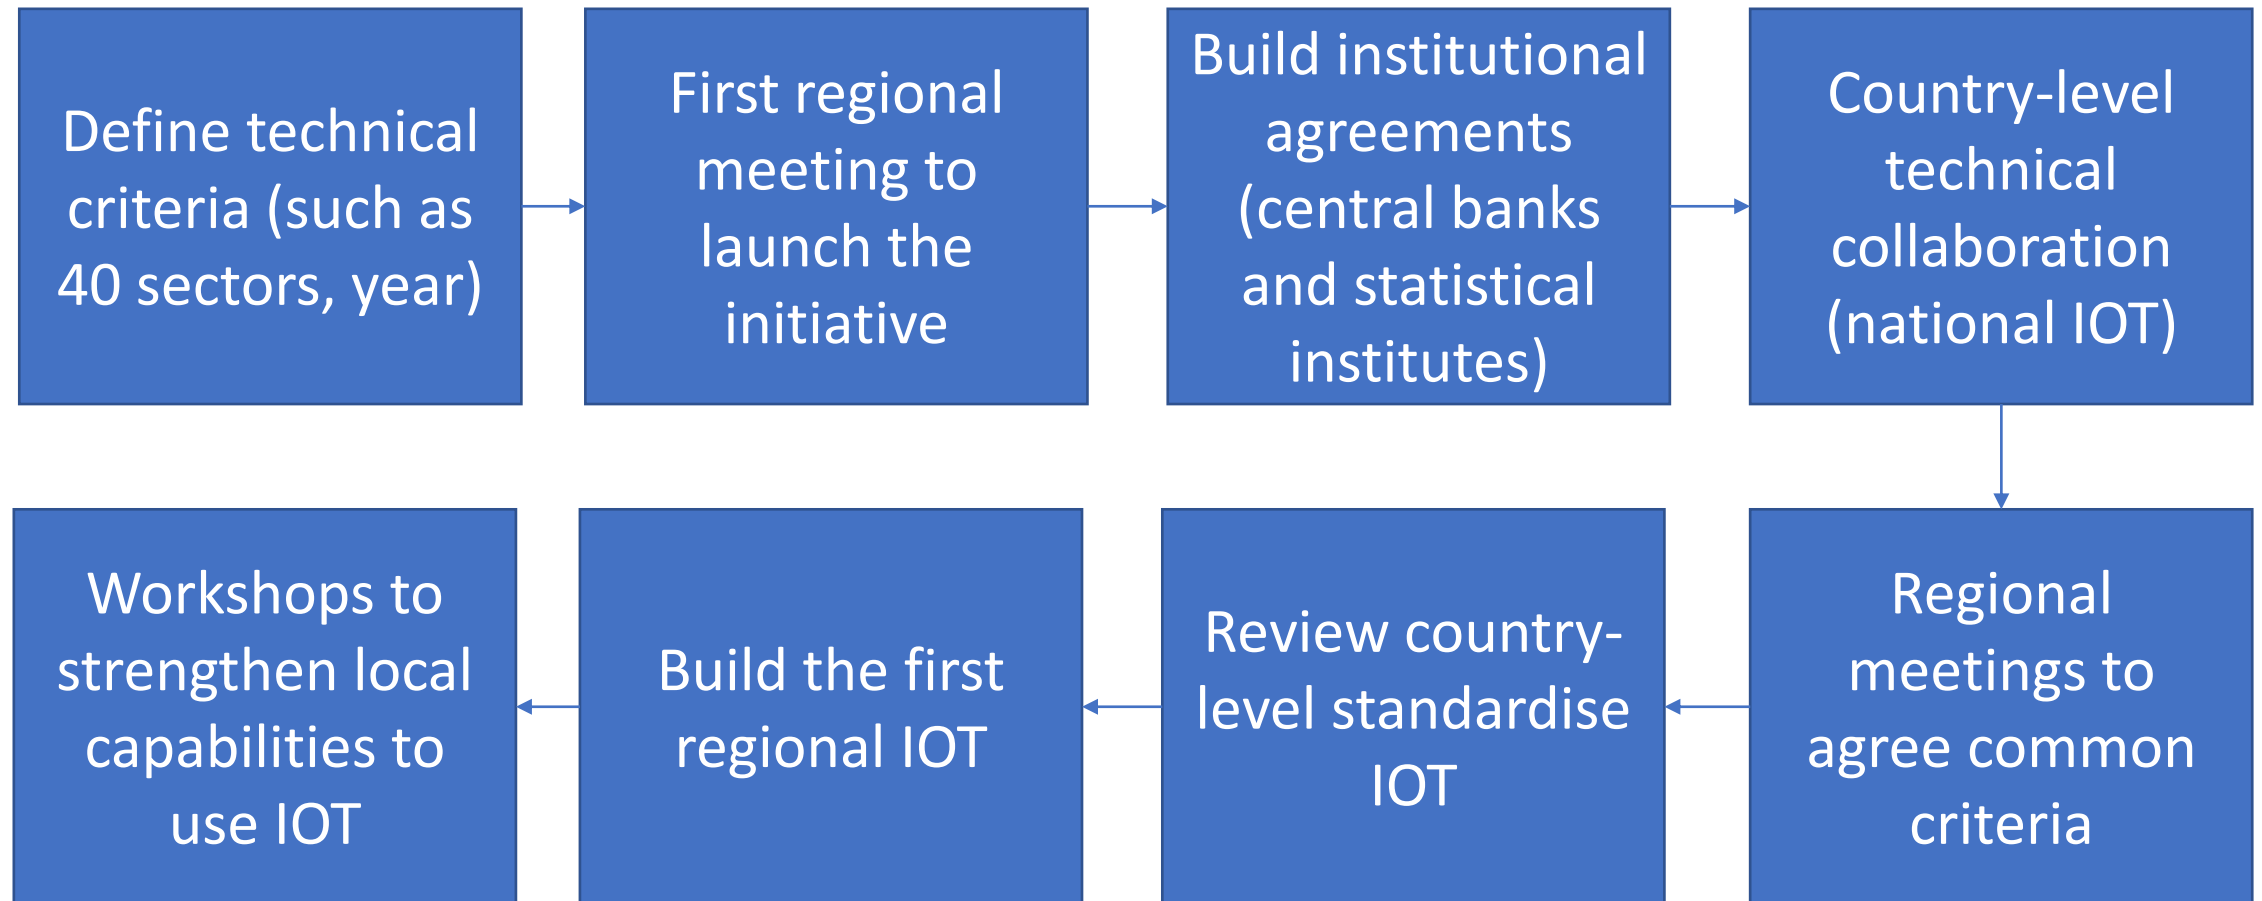 Define technical
criteria (such as
40 sectors, year)
First regional
meeting to
launch the
initiative
Build institutional
agreements
(central banks
and statistical
institutes)
Country-level
technical
collaboration
(national IOT)
Regional
meetings to
agree common
criteria
Review country-
level standardise
IOT
Build the first
regional IOT
Workshops to
strengthen local
capabilities to
use IOT